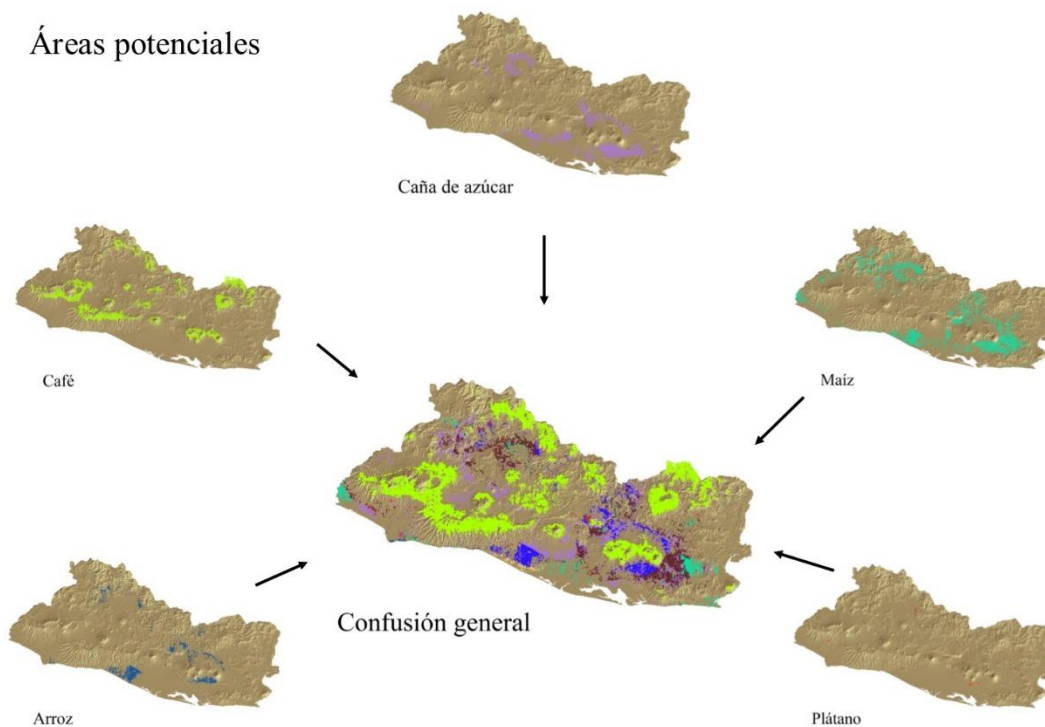 Áreas potenciales
Caña de azúcar
Café
Maíz
Confusión general
Arroz
Plátano